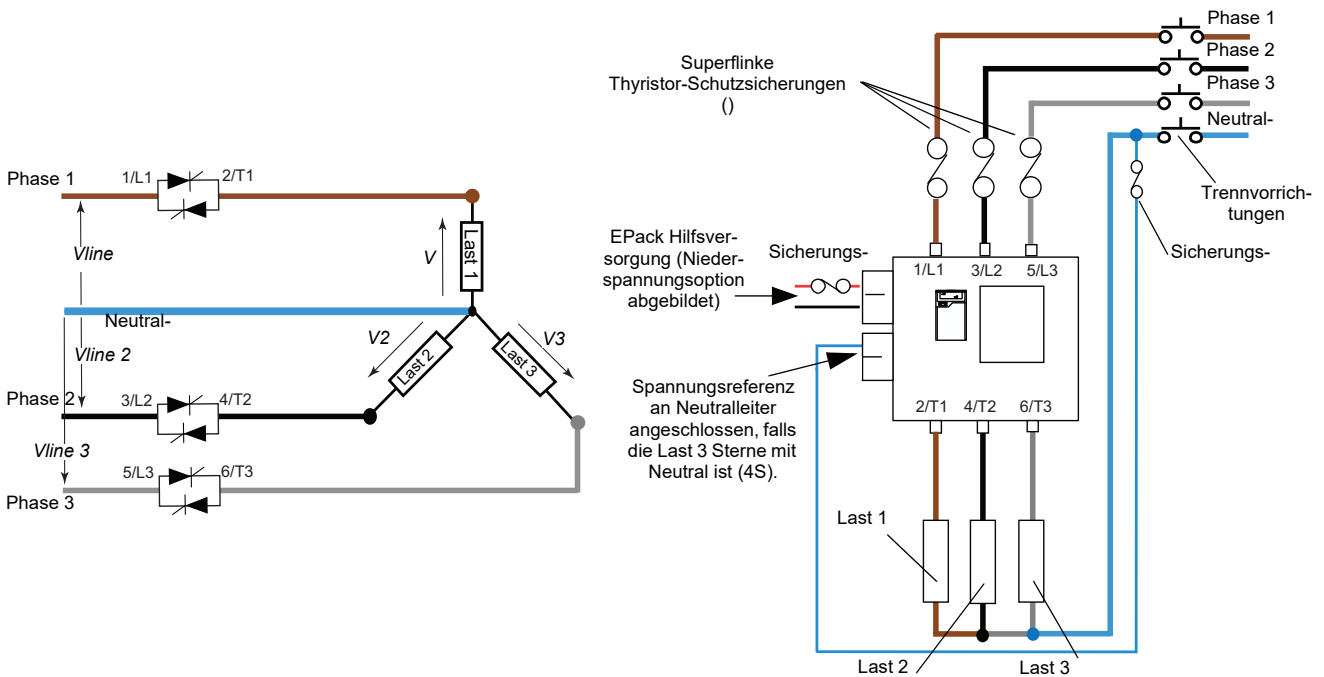 Phase 1
1/L1
2/T1
Vline
V
Last 1
Neutral-
Vline 2
V2
V3
Last 2
Last 3
Phase 2
3/L2
4/T2
Vline 3
5/L3
6/T3
Phase 3
Phase 1
Phase 2
Phase 3
Neutral-
Superflinke
Thyristor-Schutzsicherungen
()
Trennvorrich-
tungen
Sicherungs-
EPack Hilfsver-
sorgung (Nieder-
spannungsoption
abgebildet)
Sicherungs-
1/L1
3/L2
5/L3
Spannungsreferenz
an Neutralleiter
angeschlossen, falls
die Last 3 Sterne mit
Neutral ist (4S).
2/T1
4/T2
6/T3
Last 1
Last 2
Last 3